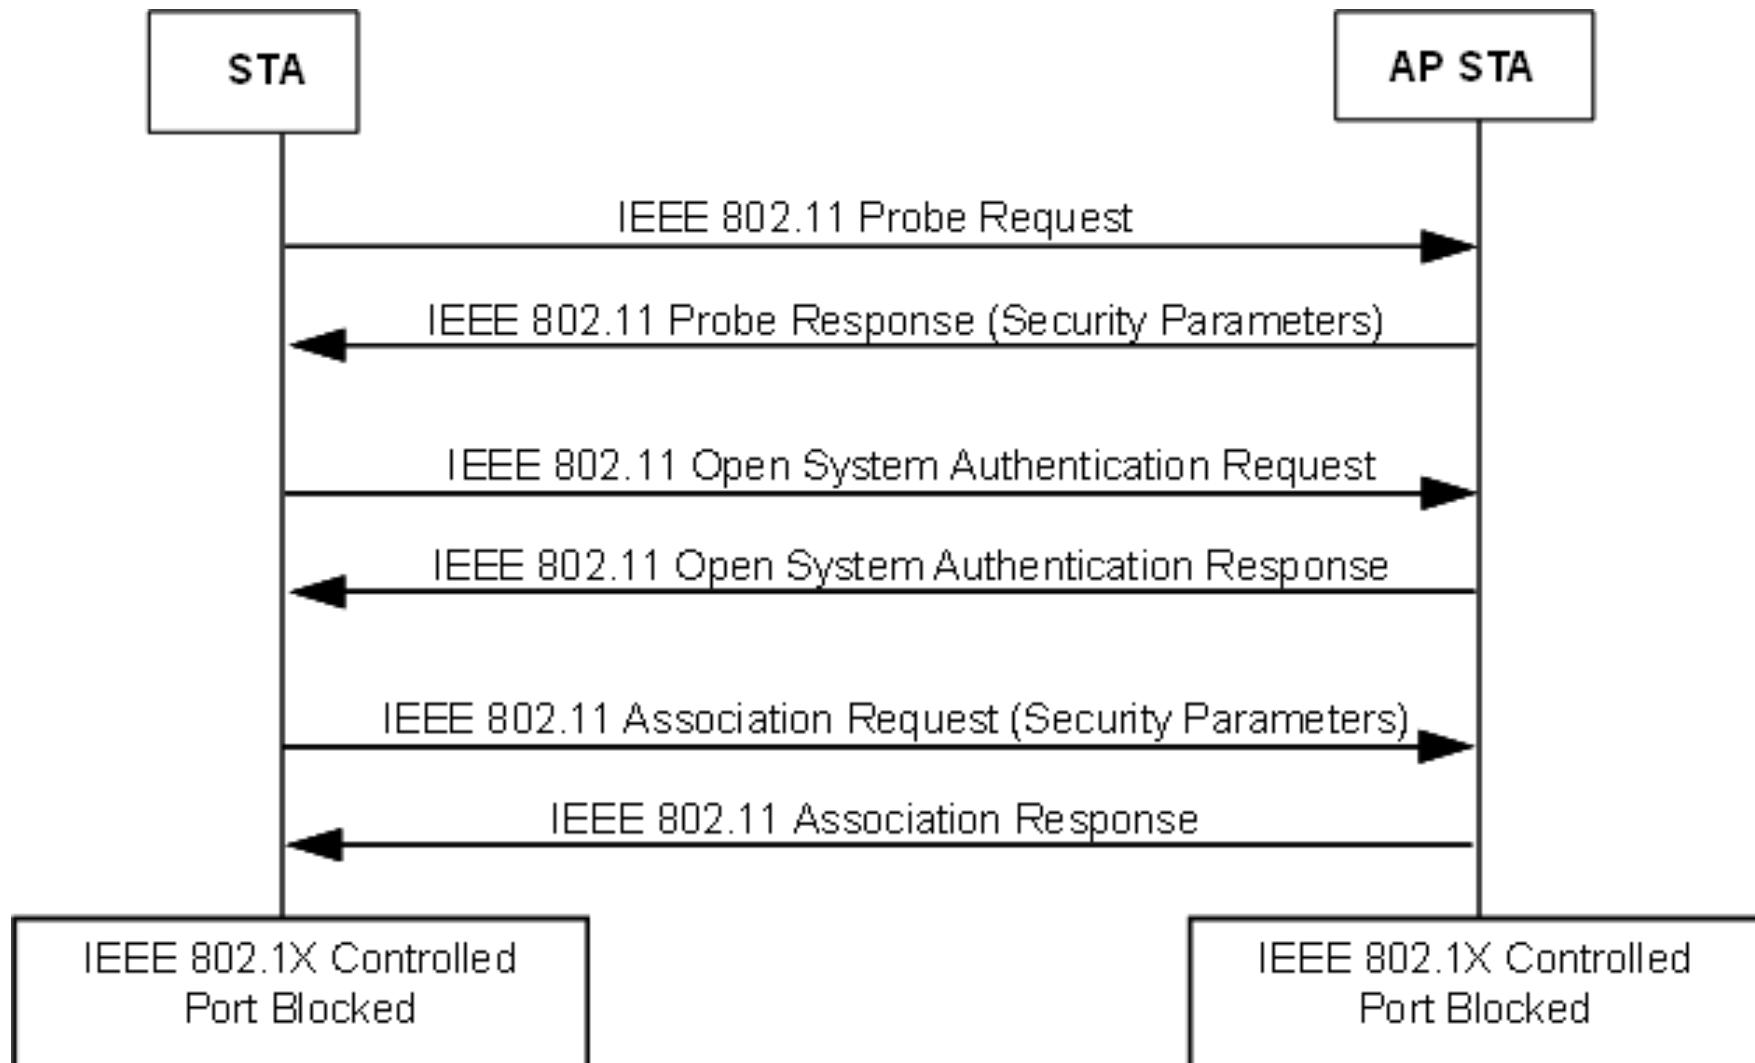 STA
AP STA
IEEE 802.11 Probe Request
IEEE 802.11 Probe Response (Security Parameters)
IEEE 802.11 Open System Authentication Request
IEEE 802.11 Open System Authentication Response
IEEE 802.11 Association Request (Security Parameters)
IEEE 802.11 Association Response
IEEE 802.1X Controlled
Port Blocked
IEEE 802.1X Controlled
Port Blocked